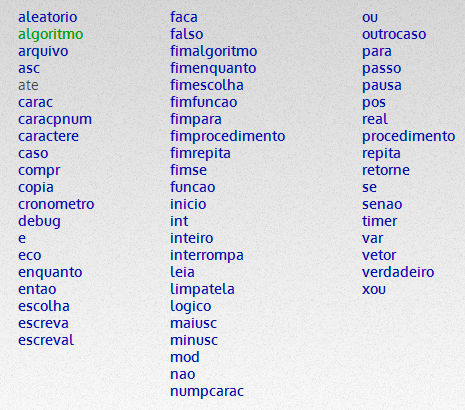 aleatorio
algoritmo
arquivo
asc
ate
carac
caracpnum
caractere
caso
compr
copia
cronometro
debug
e
eco
enquanto
entao
escolha
escreva
escreval
faca
falso
fimalgoritmo
fimenquanto
fimescolha
fimfuncao
fimpara
fimprocedimento
fimrepita
fimse
funcao
inicio
int
inteiro
interrompa
leia
limpatela
logico
maiusc
minusc
mod
nao
numpcarac
ou
outrocaso
para
passo
pausa
pos
real
procedimento
repita
retorne
se
senao
timer
var
vetor
verdadeiro
xou